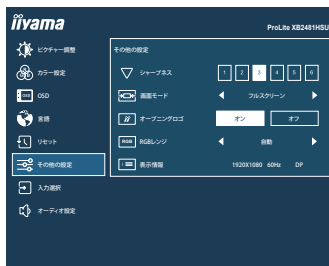 iiyama
ProLite XB2481HSU
ピクチャー調整
カラー設定
OSD OSD
言語
リセット
その他の設定
入力選択
オーディオ設定
その他の設定
シャープネス 1 2 3 4 5 6
画面モード フルスクリーン
オープニングロゴ オン オフ
RGB RGBレンジ 自動
表示情報 1920X1080 60Hz DP